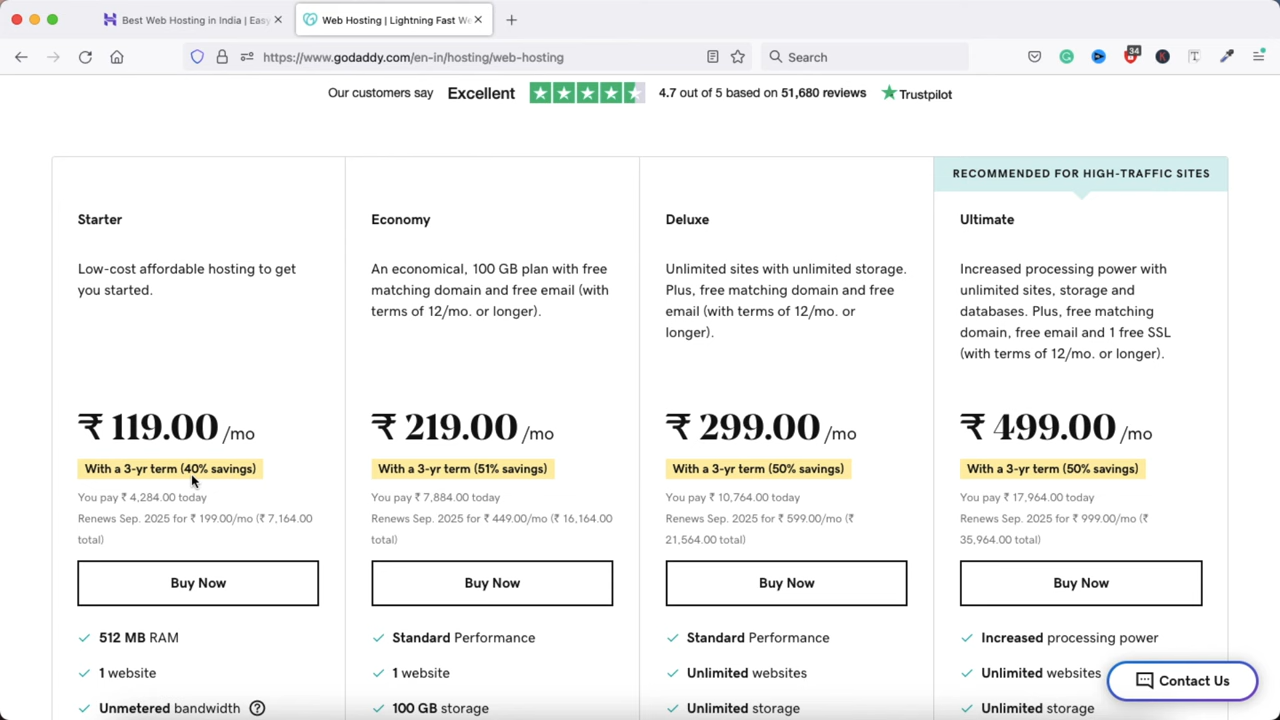 Best Web Hosting in India | Easy
Web Hosting | Lightning Fast We
https://www.godaddy.com/en-in/hosting/web-hosting
Search
34
Our customers say Excellent 4.7 out of 5 based on 51,680 reviews Trustpilot
RECOMMENDED FOR HIGH-TRAFFIC SITES
Starter
Low-cost affordable hosting to get
you started.
₹ 119.00 /mo
With a 3-yr term (40% savings)
You pay ₹ 4,284.00 today
Renews Sep. 2025 for ₹ 199.00/mo (₹ 7,164.00
total)
Buy Now
512 MB RAM
1 website
Unmetered bandwidth ?
Economy
An economical, 100 GB plan with free
matching domain and free email (with
terms of 12/mo. or longer).
₹ 219.00 /mo
With a 3-yr term (51% savings)
You pay ₹ 7,884.00 today
Renews Sep. 2025 for ₹ 449.00/mo (₹ 16,164.00
total)
Buy Now
Standard Performance
1 website
100 GB storage
Deluxe
Unlimited sites with unlimited storage.
Plus, free matching domain and free
email (with terms of 12/mo. or
longer).
₹ 299.00 /mo
With a 3-yr term (50% savings)
You pay ₹ 10,764.00 today
Renews Sep. 2025 for ₹ 599.00/mo (₹
21,564.00 total)
Buy Now
Standard Performance
Unlimited websites
Unlimited storage
Ultimate
Increased processing power with
unlimited sites, storage and
databases. Plus, free matching
domain, free email and 1 free SSL
(with terms of 12/mo. or longer).
₹ 499.00 /mo
With a 3-yr term (50% savings)
You pay ₹ 17,964.00 today
Renews Sep. 2025 for ₹ 999.00/mo (₹
35,964.00 total)
Buy Now
Increased processing power
Unlimited websites
Unlimited storage
Contact Us